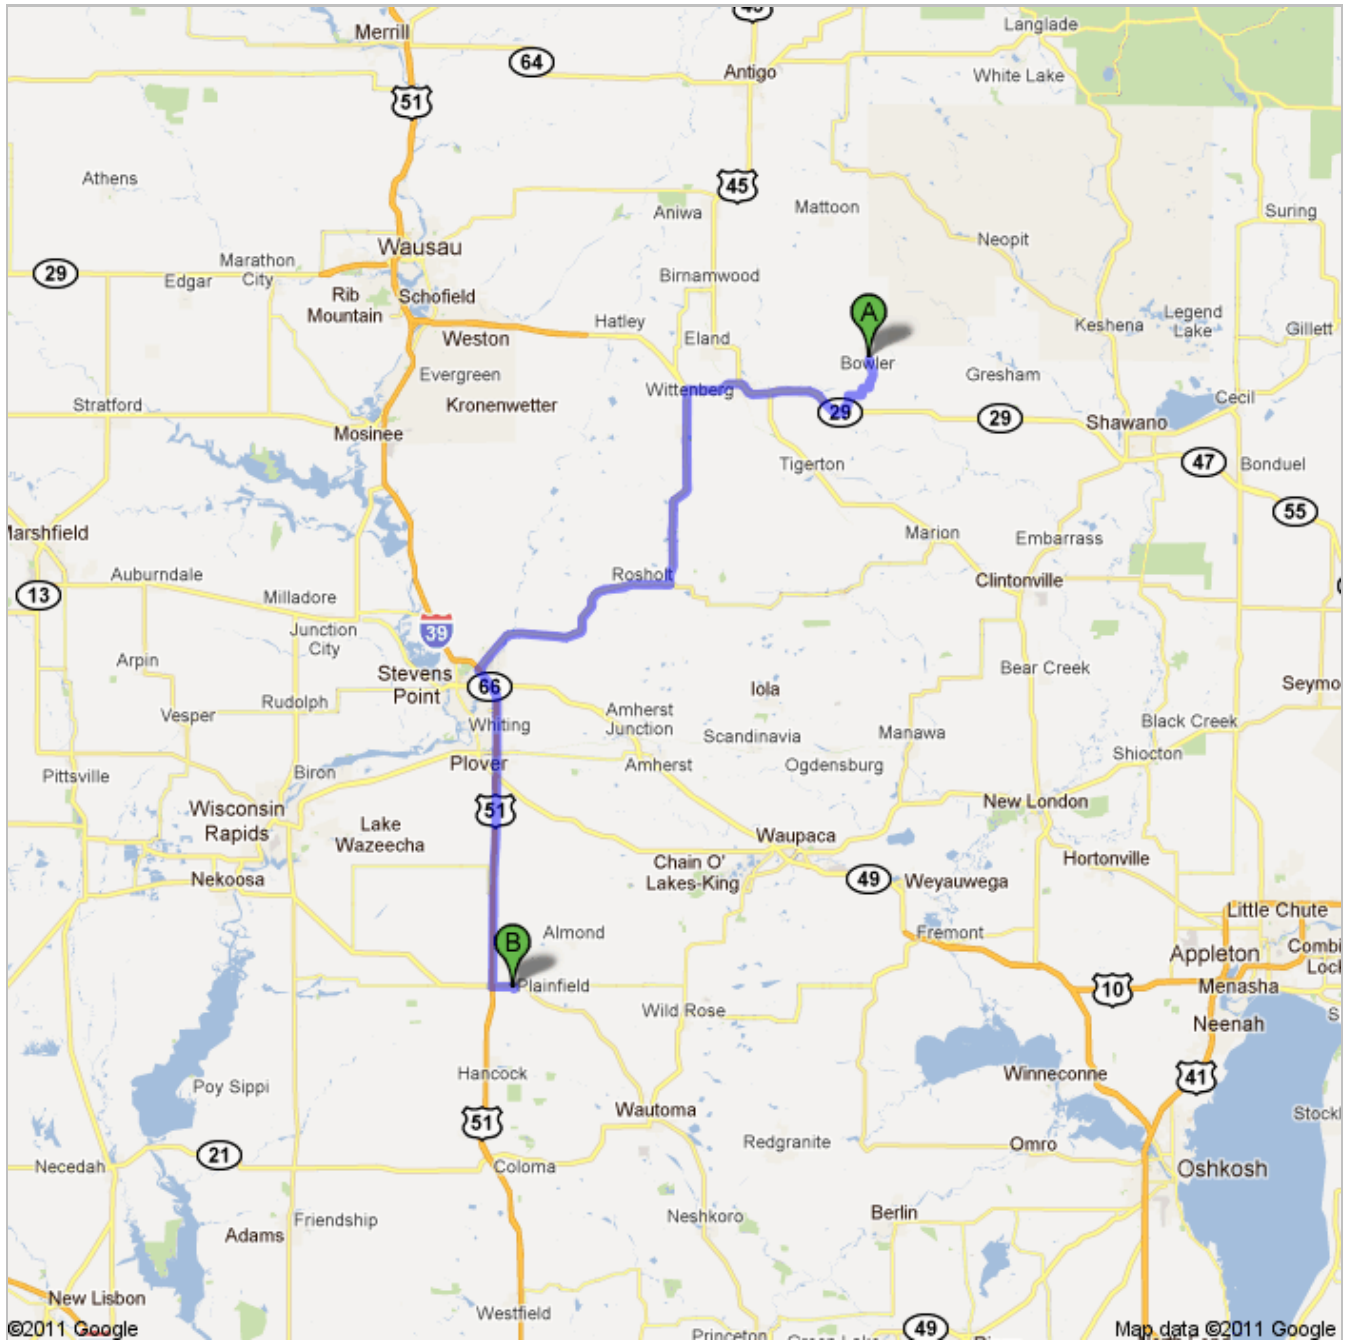 45
Langlade
Merrill
64
Antigo
White Lake
51
Athens
45
Mattoon
Aniwa
Suring
Neopit
Wausau
Marathon
City
29
Edgar
Birnamwood
Rib
Mountain
Schofield
A
Legend
Lake
Hatley
Keshena
Gillett
Weston
Eland
Bowler
Evergreen
Gresham
Wittenberg
Cecil
Stratford
Kronenwetter
29
29
Shawano
Mosinee
Tigerton
47
Bonduel
55
Marshfield
Marion
Embarrass
Auburndale
Rosholt
Clintonville
13
Milladore
Junction
City
39
Arpin
Bear Creek
Stevens
Point
66
Iola
Seymo
Rudolph
Vesper
Whiting
Amherst
Junction
Scandinavia
Manawa
Black Creek
Shiocton
Plover
Amherst
Ogdensburg
Pittsville
Biron
Wisconsin
Rapids
51
New London
Lake
Wazeecha
Waupaca
Chain O'
Lakes-King
Hortonville
Nekoosa
49
Weyauwega
Little Chute
B
Almond
Fremont
Appleton
Combi
Locl
Plainfield
10
Menasha
Wild Rose
Neenah
S
Hancock
Winneconne
41
Poy Sippi
Wautoma
Stockl
51
Redgranite
Omro
21
Necedah
Coloma
Oshkosh
Friendship
Neshkoro
Berlin
Adams
New Lisbon
Westfield
©2011 Google
Princeton
49
Map data ©2011 Google